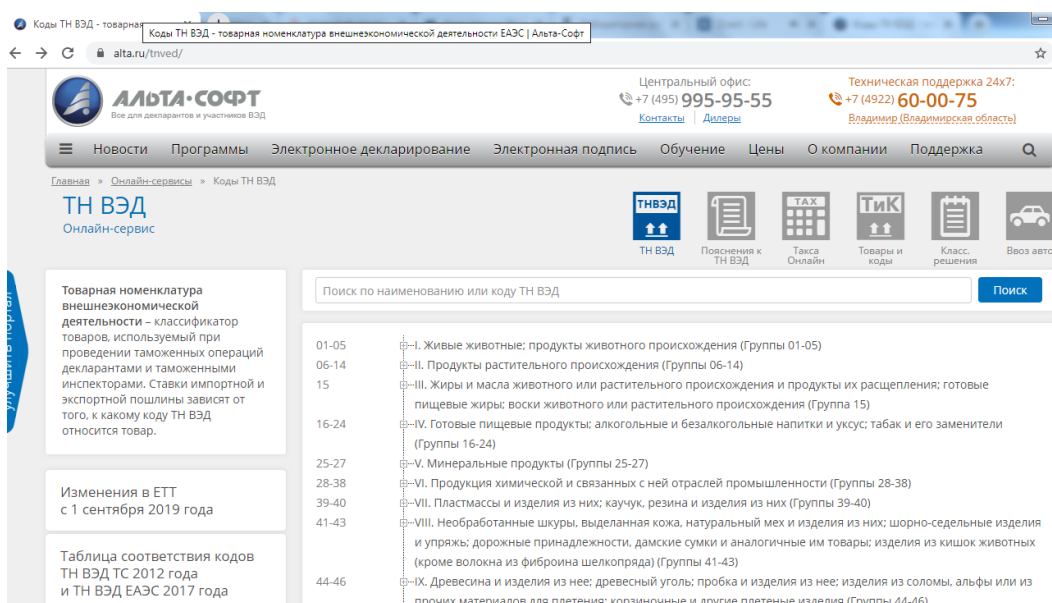 Коды ТН ВЭД - товарная
Коды ТН ВЭД - товарная номенклатура внешнеэкономической деятельности ЕАЭС | Альта-Софт
alta.ru/tnved/
АЛЬТА·СОФТ
Все для декларантов и участников ВЭД
Центральный офис:
+7 (495) 995-95-55
Контакты Дилеры
Техническая поддержка 24x7:
+7 (4922) 60-00-75
Владимир (Владимирская область)
Новости Программы Электронное декларирование Электронная подпись Обучение Цены О компании Поддержка
Главная » Онлайн-сервисы » Коды ТН ВЭД
ТН ВЭД
Онлайн-сервис
ТНВЭД TAX ТиК
ТН ВЭД Пояснения к ТН ВЭД Такса Онлайн Товары и коды Класс. решения Ввоз авто
улучшить портал
Товарная номенклатура
внешнеэкономической
деятельности – классификатор
товаров, используемый при
проведении таможенных операций
декларантами и таможенными
инспекторами. Ставки импортной и
экспортной пошлины зависят от
того, к какому коду ТН ВЭД
относится товар.
Изменения в ЕТТ
с 1 сентября 2019 года
Таблица соответствия кодов
ТН ВЭД ТС 2012 года
и ТН ВЭД ЕАЭС 2017 года
Поиск по наименованию или коду ТН ВЭД Поиск
01-05 I. Живые животные; продукты животного происхождения (Группы 01-05)
06-14 II. Продукты растительного происхождения (Группы 06-14)
15 III. Жиры и масла животного или растительного происхождения и продукты их расщепления; готовые
пищевые жиры; воски животного или растительного происхождения (Группа 15)
16-24 IV. Готовые пищевые продукты; алкогольные и безалкогольные напитки и уксус; табак и его заменители
(Группы 16-24)
25-27 V. Минеральные продукты (Группы 25-27)
28-38 VI. Продукция химической и связанных с ней отраслей промышленности (Группы 28-38)
39-40 VII. Пластмассы и изделия из них; каучук, резина и изделия из них (Группы 39-40)
41-43 VIII. Необработанные шкуры, выделанная кожа, натуральный мех и изделия из них; шорно-седельные изделия
и упряжь; дорожные принадлежности, дамские сумки и аналогичные им товары; изделия из кишок животных
(кроме волокна из фиброина шелкопряда) (Группы 41-43)
44-46 IX. Древесина и изделия из нее; древесный уголь; пробка и изделия из нее; изделия из соломы, альфы или из
прочих материалов для плетения; корзиночные и другие плетеные изделия (Группы 44-46)